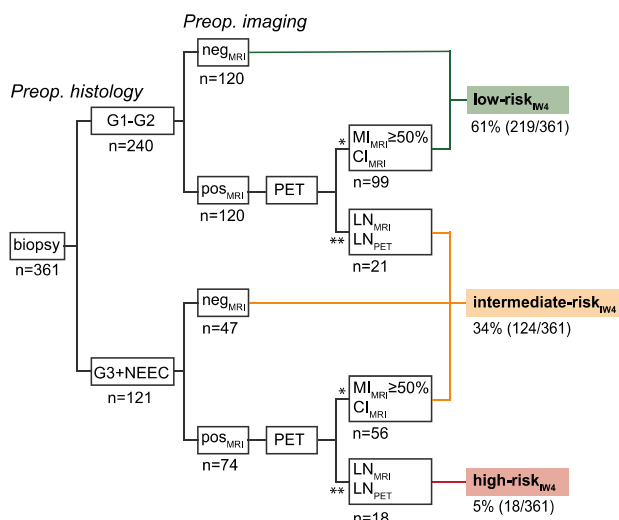 Preop. imaging
Preop. histology
neg_MRI
n=120
G1-G2
n=240
low-risk_IW4
61% (219/361)
* MI_MRI≥50%
CI_MRI
n=99
pos_MRI
n=120
PET
** LN_MRI
LN_PET
n=21
biopsy
n=361
neg_MRI
n=47
intermediate-risk_IW4
34% (124/361)
G3+NEEC
n=121
* MI_MRI≥50%
CI_MRI
n=56
pos_MRI
n=74
PET
** LN_MRI
LN_PET
n=18
high-risk_IW4
5% (18/361)